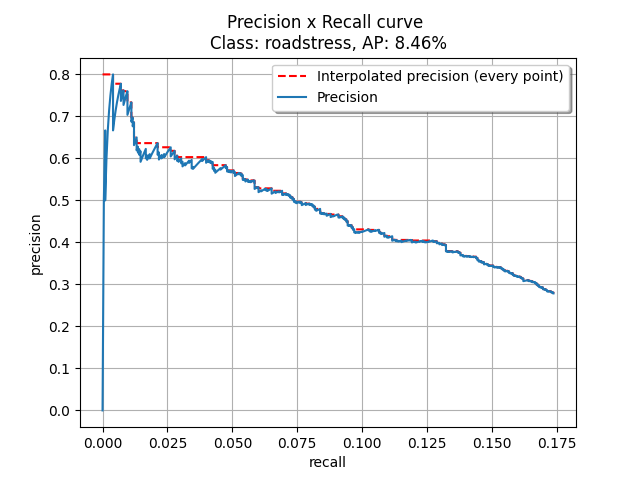 Precision x Recall curve
Class: roadstress, AP: 8.46%
Interpolated precision (every point)
Precision
0.8
0.7
0.6
0.5
0.4
0.3
0.2
0.1
0.0
precision
0.000 0.025 0.050 0.075 0.100 0.125 0.150 0.175
recall